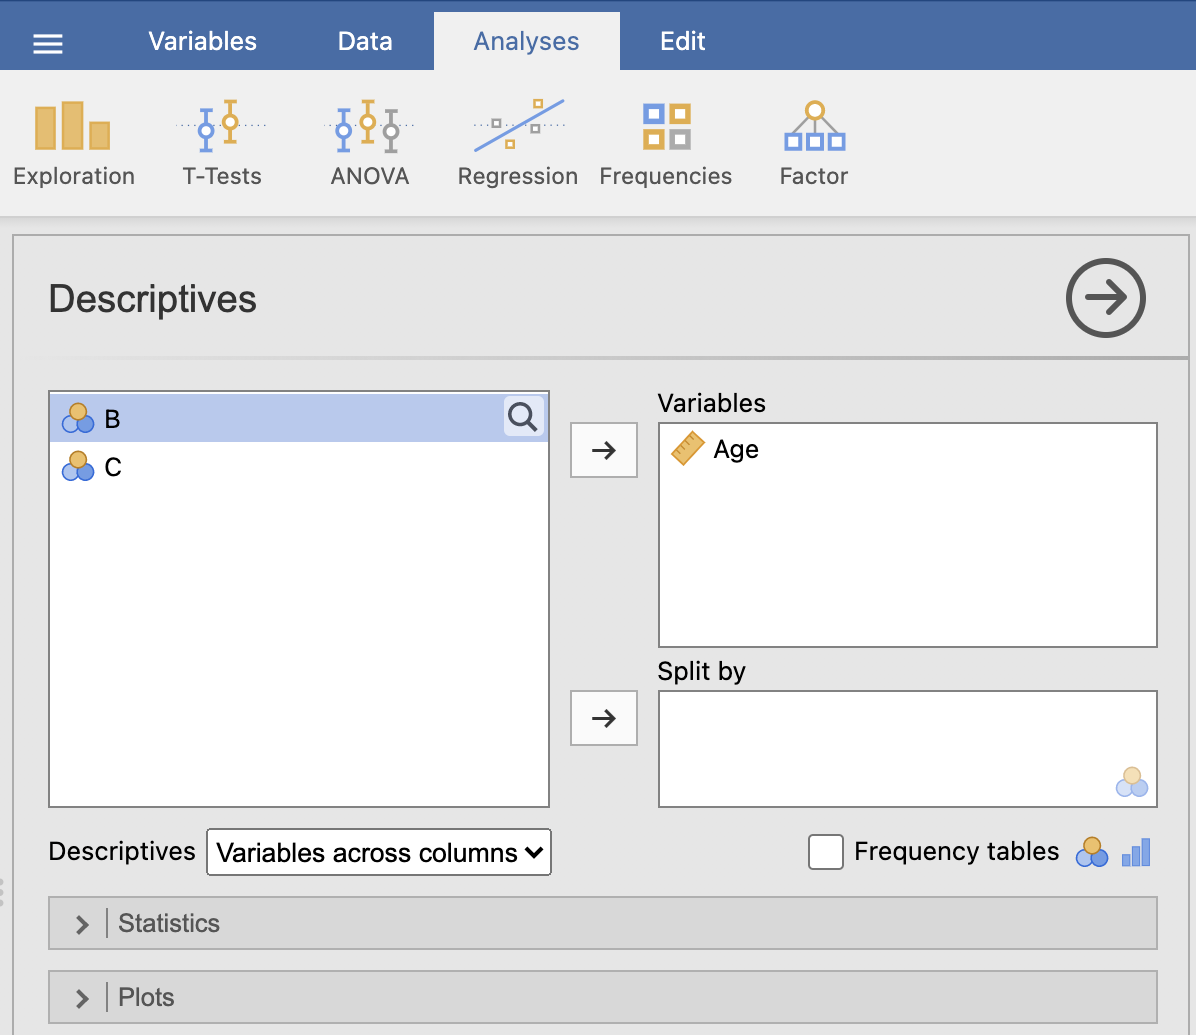 Variables Data Analyses Edit
Exploration T-Tests ANOVA Regression Frequencies Factor
Descriptives
B
C
Variables
Age
Split by
Descriptives Variables across columns Frequency tables
Statistics
Plots